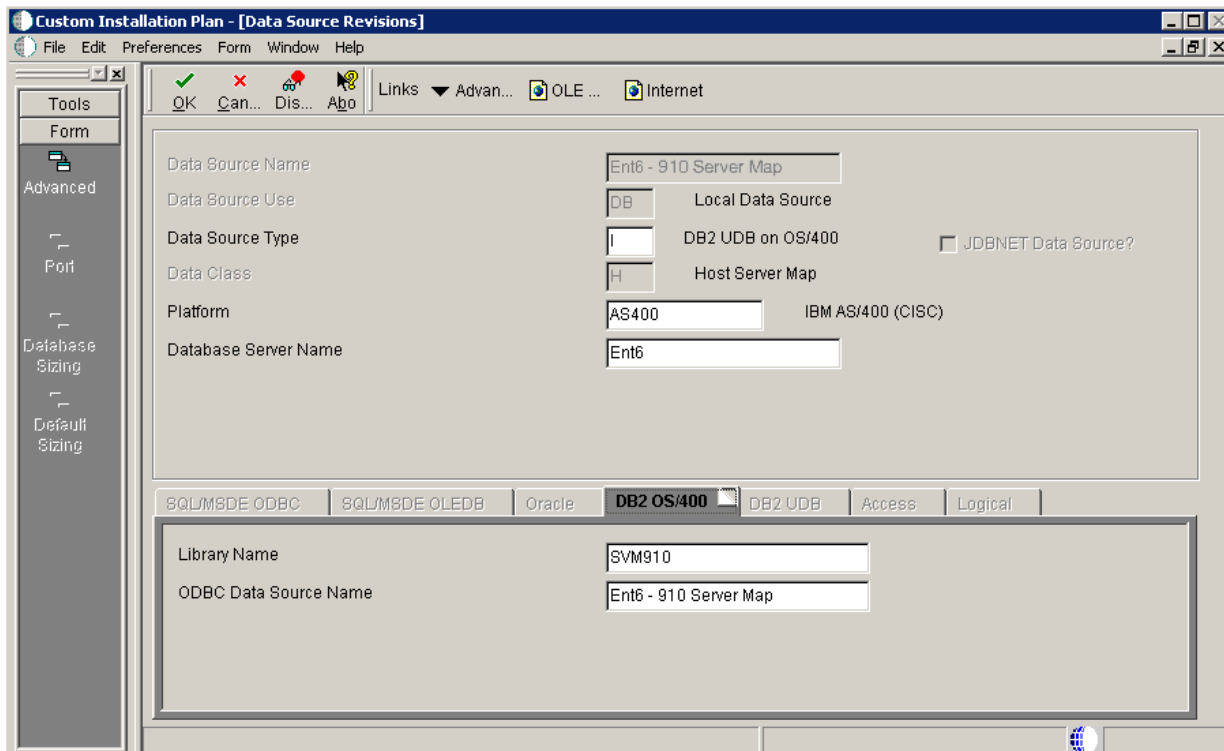 Custom Installation Plan - [Data Source Revisions]
File Edit Preferences Form Window Help
Tools
Form
Advanced
Port
Database
Sizing
Default
Sizing
OK Can... Dis... Abo Links Advan... OLE ... Internet
Data Source Name Ent6 - 910 Server Map
Data Source Use DB Local Data Source
Data Source Type I DB2 UDB on OS/400 JDBNET Data Source?
Data Class H Host Server Map
Platform AS400 IBM AS/400 (CISC)
Database Server Name Ent6
SQL/MSDE ODBC SQL/MSDE OLEDB Oracle DB2 OS/400 DB2 UDB Access Logical
Library Name SVM910
ODBC Data Source Name Ent6 - 910 Server Map